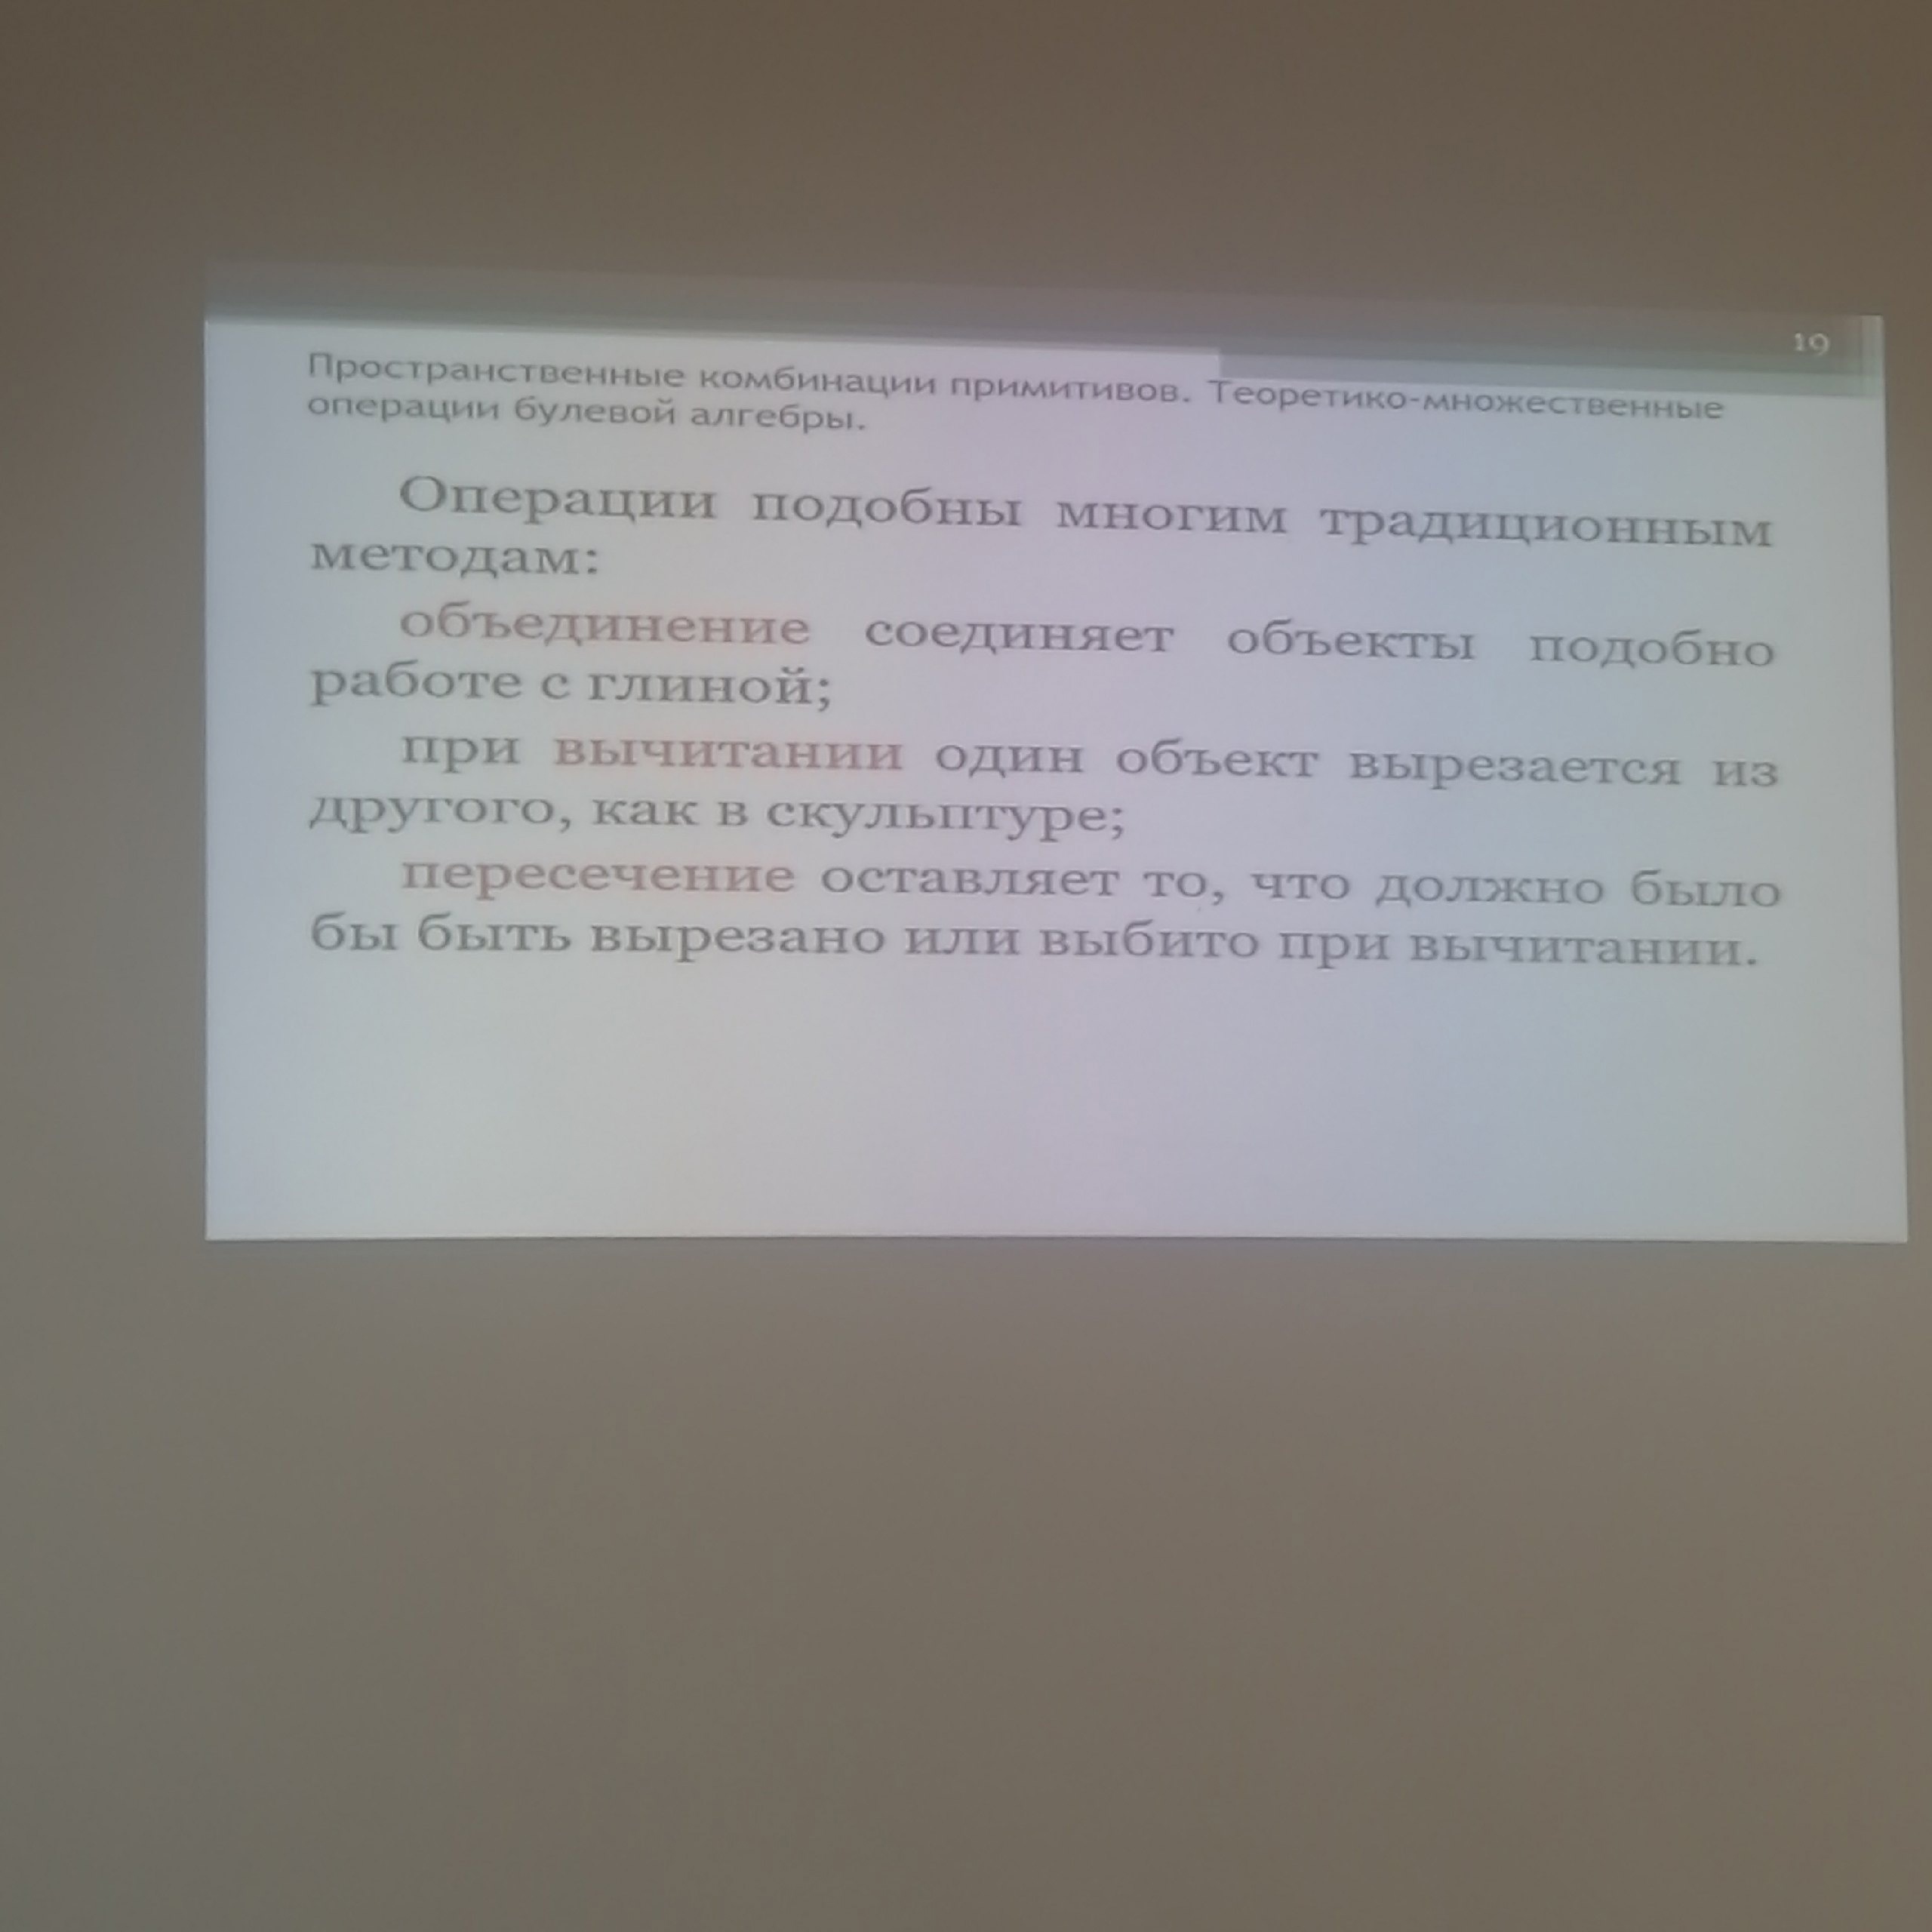 19
Пространственные комбинации примитивов. Теоретико-множественные
операции булевой алгебры.
Операции подобны многим традиционным
методам:
объединение соединяет объекты подобно
работе с глиной;
при вычитании один объект вырезается из
другого, как в скульптуре;
пересечение оставляет то, что должно было
бы быть вырезано или выбито при вычитании.